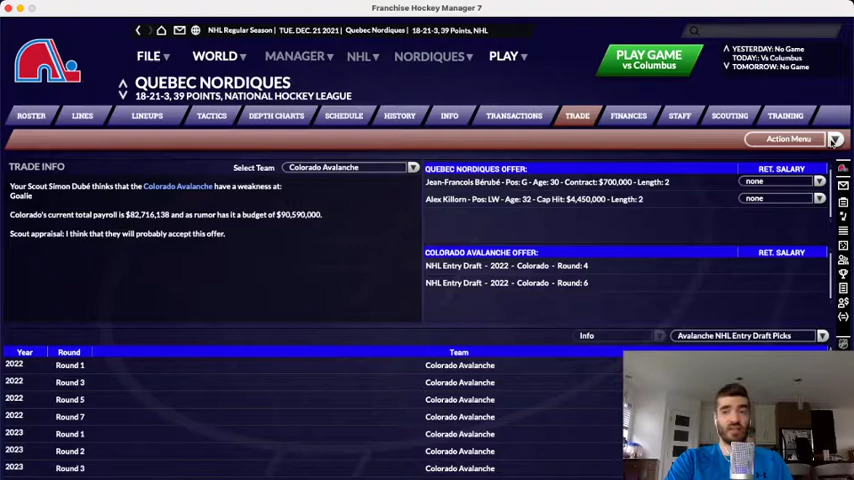 Franchise Hockey Manager 7
NHL Regular Season | TUE. DEC. 21 2021 | Quebec Nordiques | 18-21-3, 39 Points, NHL
FILE WORLD MANAGER NHL NORDIQUES PLAY
PLAY GAME
vs Columbus
YESTERDAY: No Game
TODAY:: Vs Columbus
TOMORROW: No Game
QUEBEC NORDIQUES
18-21-3, 39 POINTS, NATIONAL HOCKEY LEAGUE
ROSTER LINES LINEUPS TACTICS DEPTH CHARTS SCHEDULE HISTORY INFO TRANSACTIONS TRADE FINANCES STAFF SCOUTING TRAINING
Action Menu
TRADE INFO
Select Team Colorado Avalanche
Your Scout Simon Dubé thinks that the Colorado Avalanche have a weakness at:
Goalie
Colorado's current total payroll is $82,716,138 and as rumor has it a budget of $90,590,000.
Scout appraisal: I think that they will probably accept this offer.
QUEBEC NORDIQUES OFFER: RET. SALARY
Jean-Francois Bérubé - Pos: G - Age: 30 - Contract: $700,000 - Length: 2 none
Alex Killorn - Pos: LW - Age: 32 - Cap Hit: $4,450,000 - Length: 2 none
COLORADO AVALANCHE OFFER: RET. SALARY
NHL Entry Draft - 2022 - Colorado - Round: 4
NHL Entry Draft - 2022 - Colorado - Round: 6
Info Avalanche NHL Entry Draft Picks
Year Round Team
2022 Round 1 Colorado Avalanche
2022 Round 3 Colorado Avalanche
2022 Round 5 Colorado Avalanche
2022 Round 7 Colorado Avalanche
2023 Round 1 Colorado Avalanche
2023 Round 2 Colorado Avalanche
2023 Round 3 Colorado Avalanche